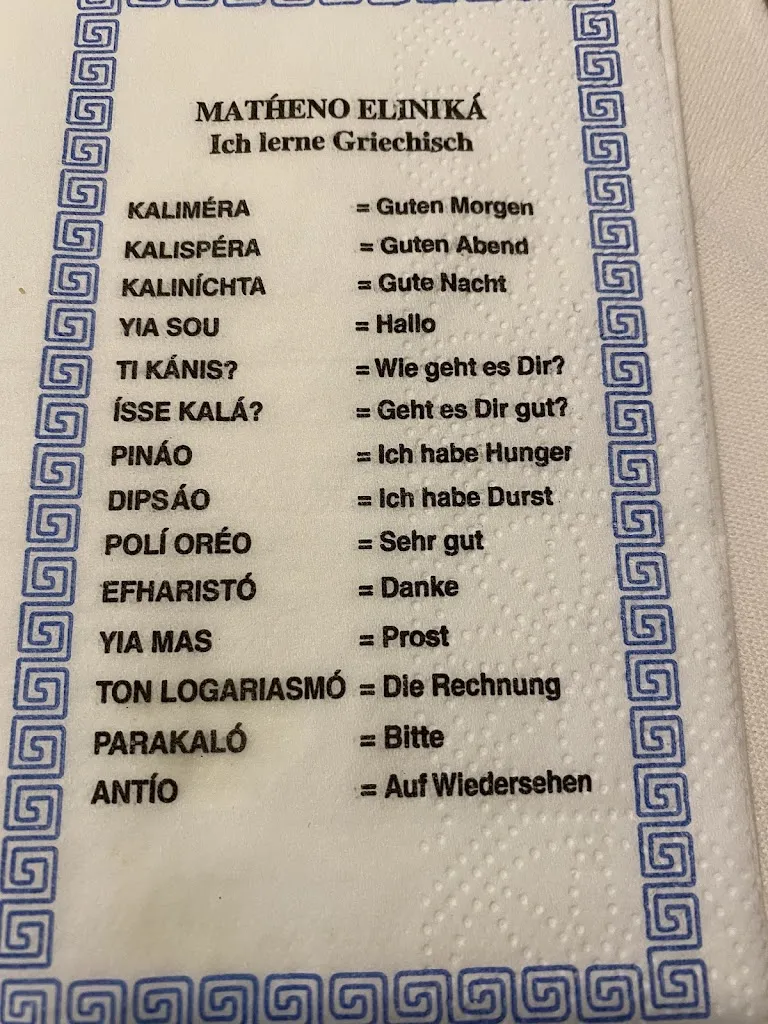 MATH́ENO ELINIKÁ
Ich lerne Griechisch
KALIMÉRA = Guten Morgen
KALISPÉRA = Guten Abend
KALINÍCHTA = Gute Nacht
YIA SOU = Hallo
TI KÁNIS? = Wie geht es Dir?
ÍSSE KALÁ? = Geht es Dir gut?
PINÁO = Ich habe Hunger
DIPSÁO = Ich habe Durst
POLÍ ORÉO = Sehr gut
EFHARISTÓ = Danke
YIA MAS = Prost
TON LOGARIASMÓ = Die Rechnung
PARAKALÓ = Bitte
ANTÍO = Auf Wiedersehen